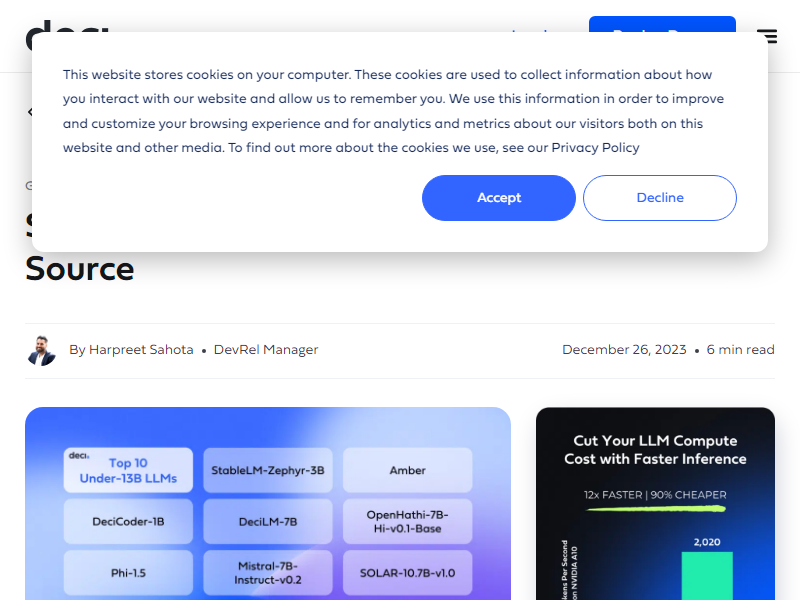 This website stores cookies on your computer. These cookies are used to collect information about how
you interact with our website and allow us to remember you. We use this information in order to improve
and customize your browsing experience and for analytics and metrics about our visitors both on this
website and other media. To find out more about the cookies we use, see our Privacy Policy
Accept
Decline
Source
By Harpreet Sahota • DevRel Manager
December 26, 2023 • 6 min read
deci.
Top 10
Under-13B LLMs
StableLM-Zephyr-3B
Amber
DeciCoder-1B
DeciLM-7B
OpenHathi-7B-
Hi-v0.1-Base
Phi-1.5
Mistral-7B-
Instruct-v0.2
SOLAR-10.7B-v1.0
Cut Your LLM Compute
Cost with Faster Inference
12x FASTER | 90% CHEAPER
2,020
kens Per Second
on NVIDIA A10